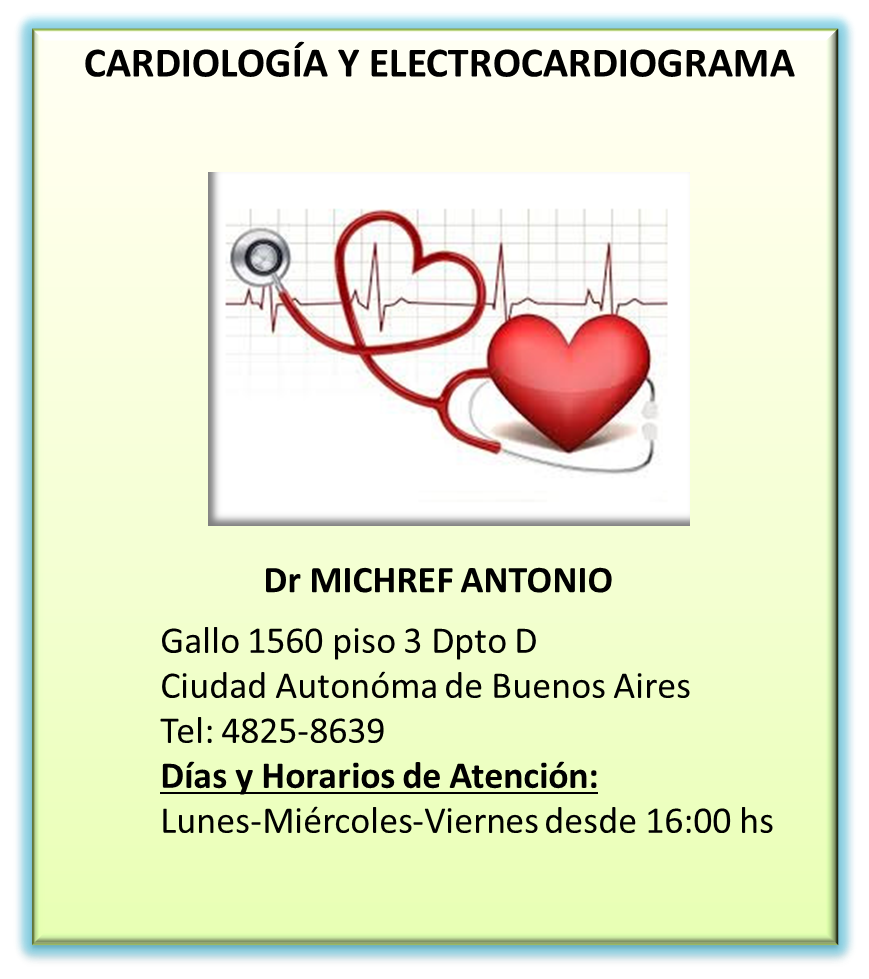 CARDIOLOGÍA Y ELECTROCARDIOGRAMA
Dr MICHREF ANTONIO
Gallo 1560 piso 3 Dpto D
Ciudad Autonóma de Buenos Aires
Tel: 4825-8639
Días y Horarios de Atención:
Lunes-Miércoles-Viernes desde 16:00 hs